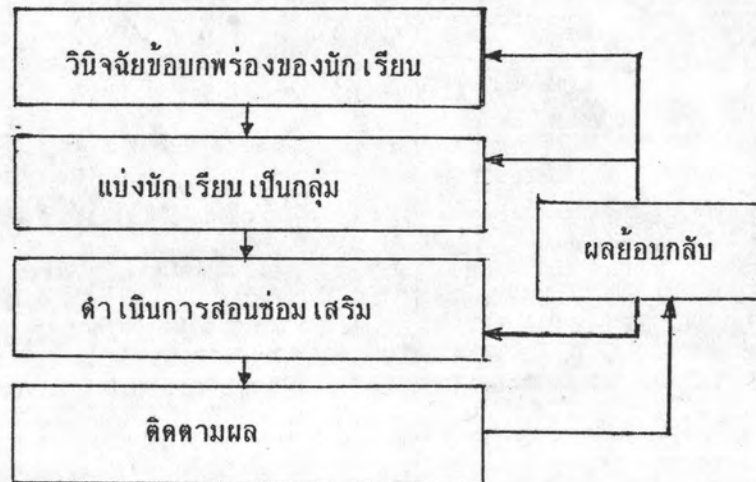 วินิจฉัยข้อบกพร่องของนักเรียน
แบ่งนักเรียนเป็นกลุ่ม
ผลย้อนกลับ
ดำเนินการสอนซ่อมเสริม
ติดตามผล